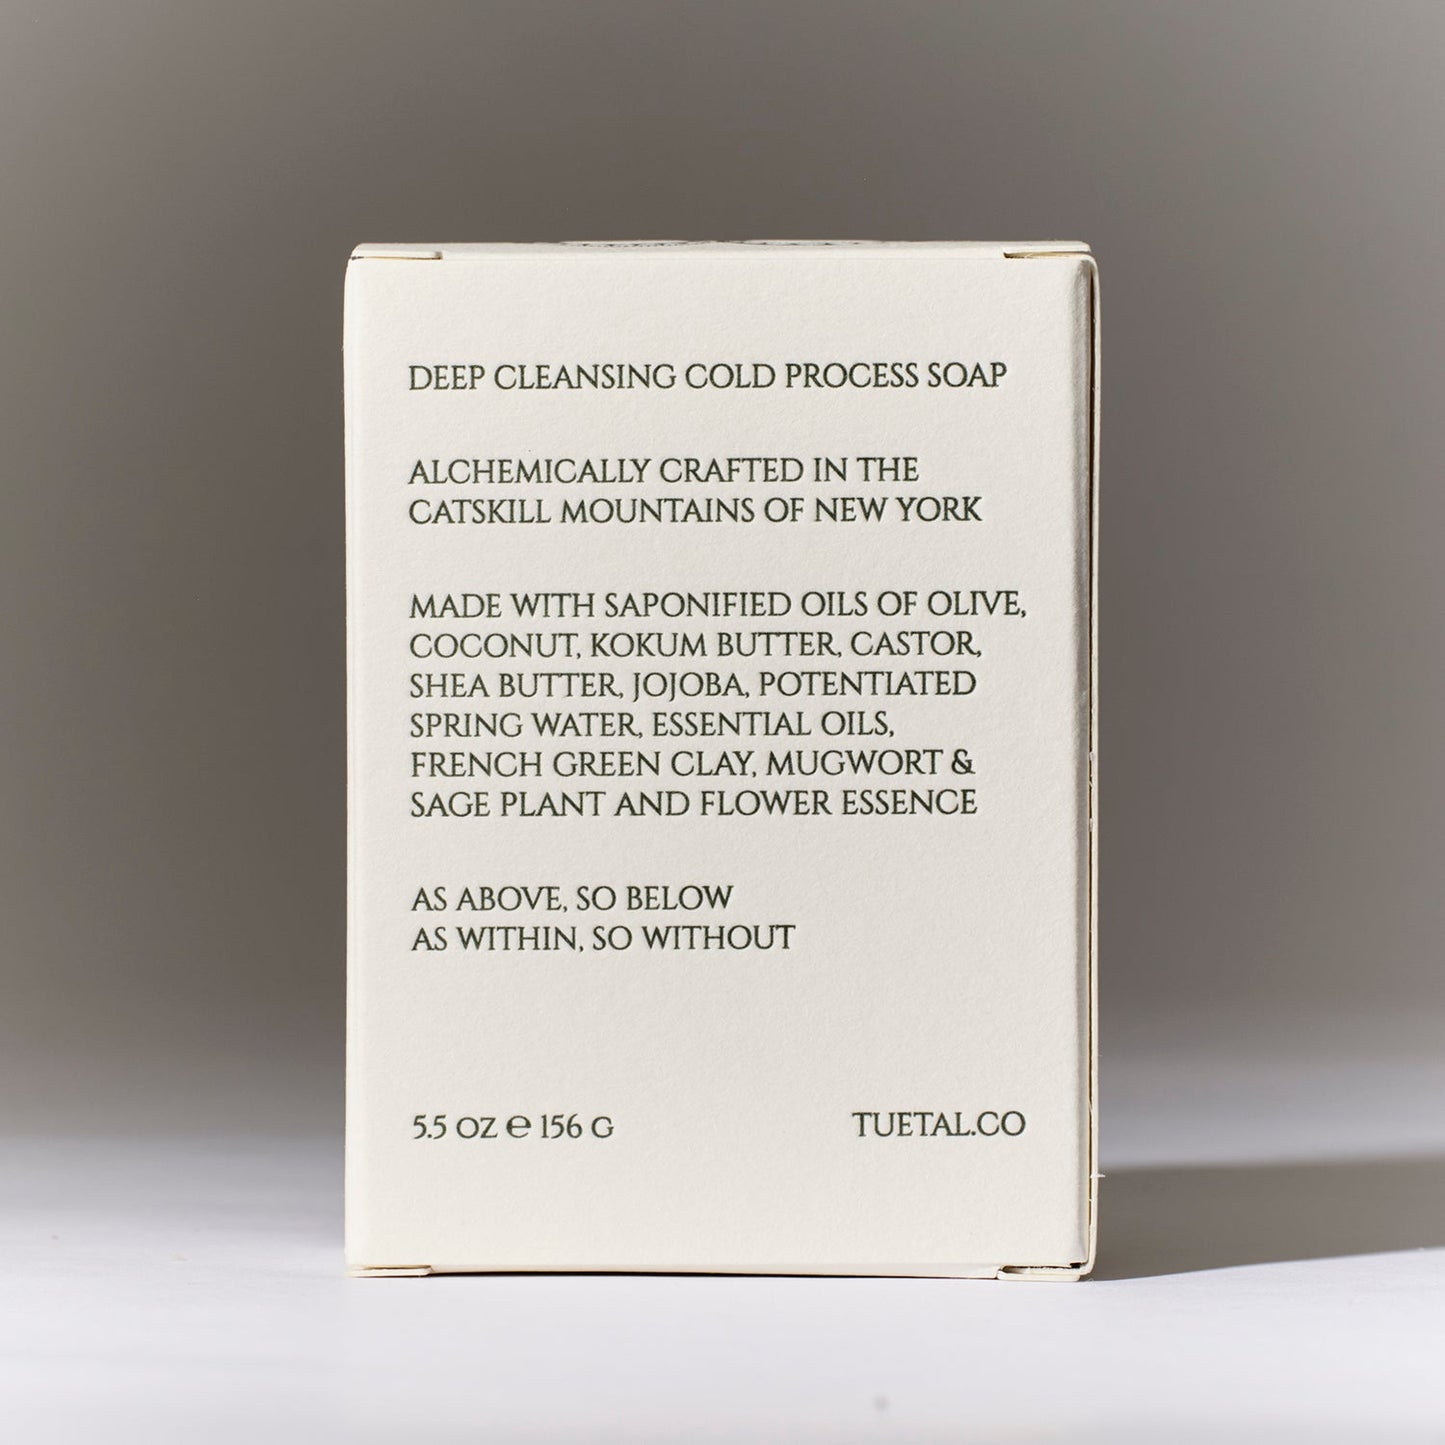 DEEP CLEANSING COLD PROCESS SOAP
ALCHEMICALLY CRAFTED IN THE
CATSKILL MOUNTAINS OF NEW YORK
MADE WITH SAPONIFIED OILS OF OLIVE,
COCONUT, KOKUM BUTTER, CASTOR,
SHEA BUTTER, JOJOBA, POTENTIATED
SPRING WATER, ESSENTIAL OILS,
FRENCH GREEN CLAY, MUGWORT &
SAGE PLANT AND FLOWER ESSENCE
AS ABOVE, SO BELOW
AS WITHIN, SO WITHOUT
5.5 OZ ℮ 156 G
TUETAL.CO